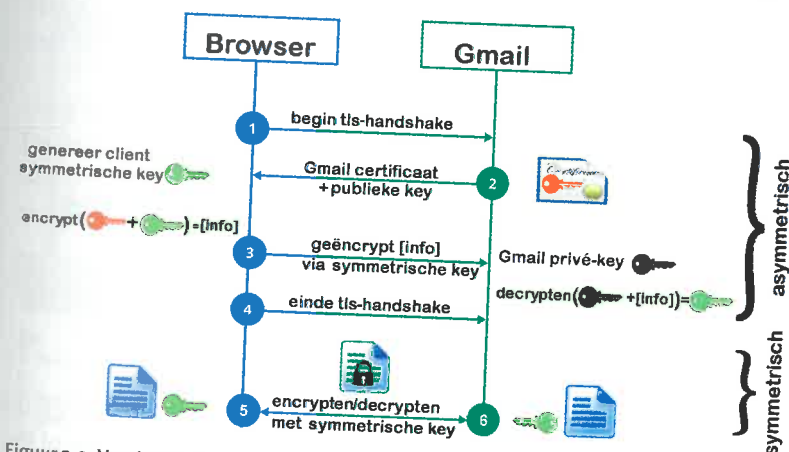 Browser
Gmail
1
begin tls-handshake
genereer client
symmetrische key
Gmail certificaat
+publieke key
2
Certificate
encrypt( + )=[info]
3
geëncrypt [info]
via symmetrische key
Gmail privé-key
4
einde tls-handshake
decrypten( +[info])=
asymmetrisch
5
encrypten/decrypten
met symmetrische key
6
symmetrisch